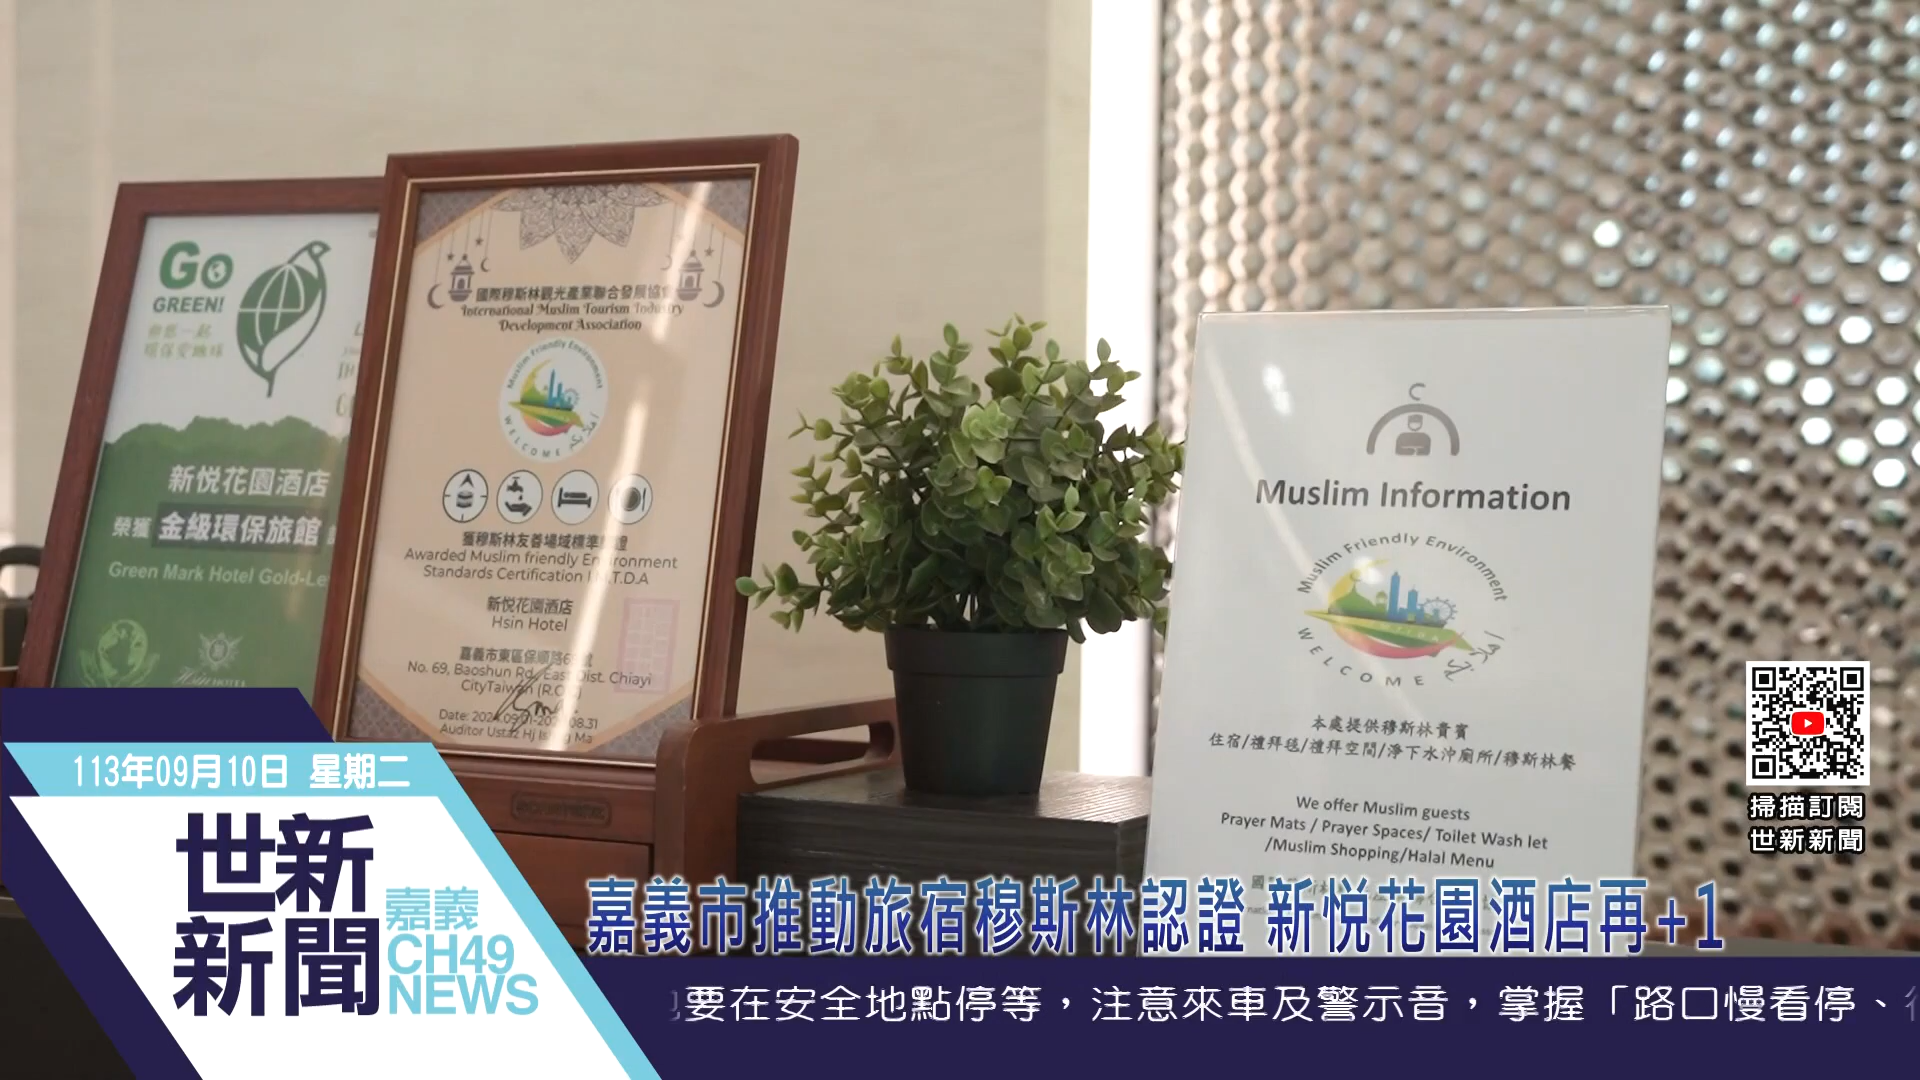 Go
GREEN!
新悦花園酒店
榮獲 金級環保旅館
Green Mark Hotel Gold-Le
國際穆斯林觀光產業聯合發展協會
International Muslim Tourism Industry
Development Association
Muslim Friendly Environment
WELCOME
獲穆斯林友善場域標準認證
Awarded Muslim friendly Environment
Standards Certification I.M.T.D.A
新悦花園酒店
Hsin Hotel
嘉義市東區保順路69號
No. 69, Baoshun Rd., East Dist. Chiayi
CityTaiwan (R.O.C)
Auditor Ustaz Hj
Muslim Information
Muslim Friendly Environment
WELCOME
本處提供穆斯林貴賓
住宿/禮拜毯/禮拜空間/淨下水沖廁所/穆斯林餐
We offer Muslim guests
Prayer Mats / Prayer Spaces/ Toilet Wash let
/Muslim Shopping/Halal Menu
掃描訂閱
世新新聞
113年09月10日 星期二
世新
新聞
嘉義
CH49
NEWS
嘉義市推動旅宿穆斯林認證 新悦花園酒店再+1
要在安全地點停等，注意來車及警示音，掌握「路口慢看停、